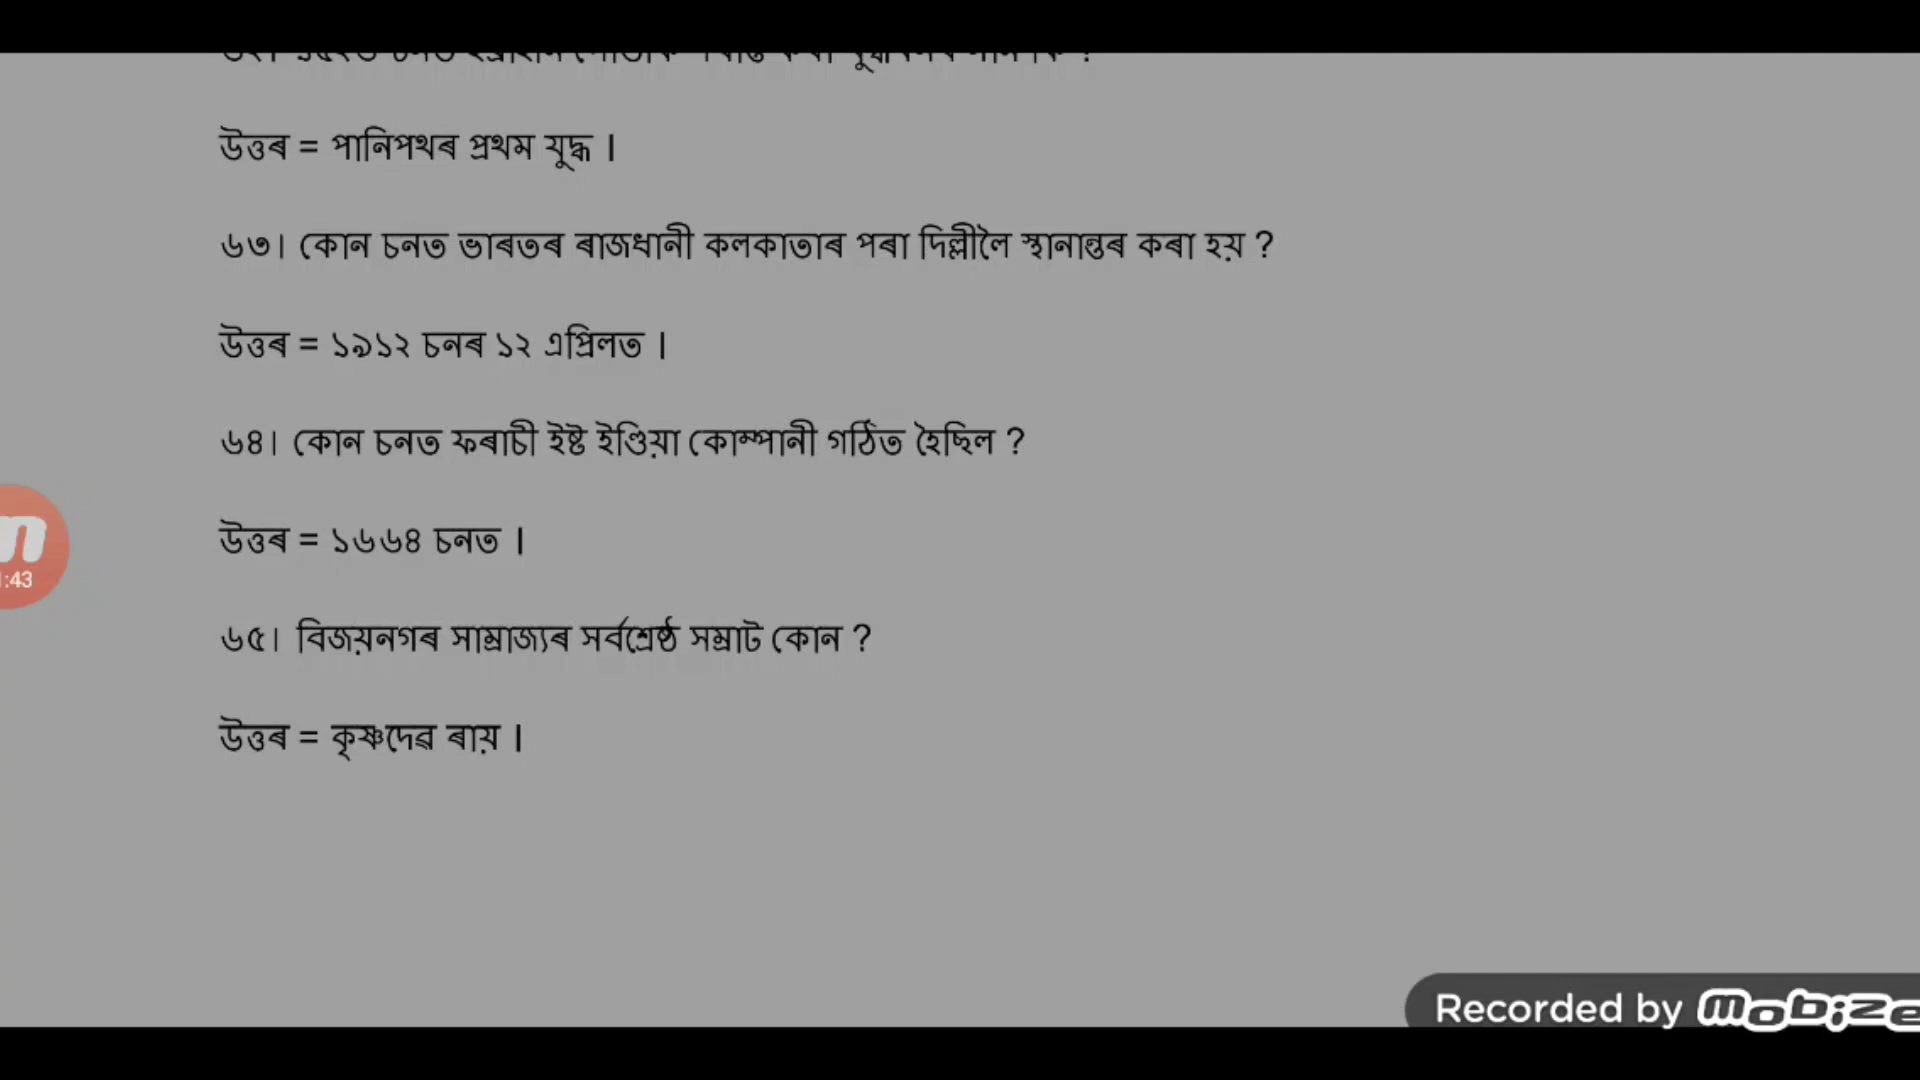 উত্তৰ = পানিপথৰ প্ৰথম যুদ্ধ ।
৬৩। কোন চনত ভাৰতৰ ৰাজধানী কলকাতাৰ পৰা দিল্লীলৈ স্থানান্তৰ কৰা হয় ?
উত্তৰ = ১৯১২ চনৰ ১২ এপ্ৰিলত ।
৬৪। কোন চনত ফৰাচী ইষ্ট ইণ্ডিয়া কোম্পানী গঠিত হৈছিল ?
উত্তৰ = ১৬৬৪ চনত ।
:43
৬৫। বিজয়নগৰ সাম্ৰাজ্যৰ সৰ্বশ্ৰেষ্ঠ সম্ৰাট কোন ?
উত্তৰ = কৃষ্ণদেৱ ৰায় ।
Recorded by mobize